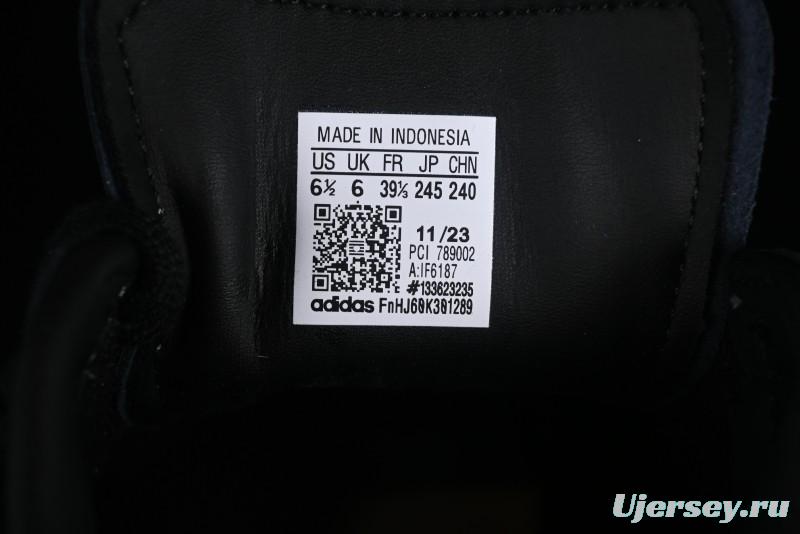 MADE IN INDONESIA
US UK FR JP CHN
6½ 6 39⅓ 245 240
11/23
PCI 789002
A:IF6187
#133623235
adidas FnHJ60K301289
Ujersey.ru